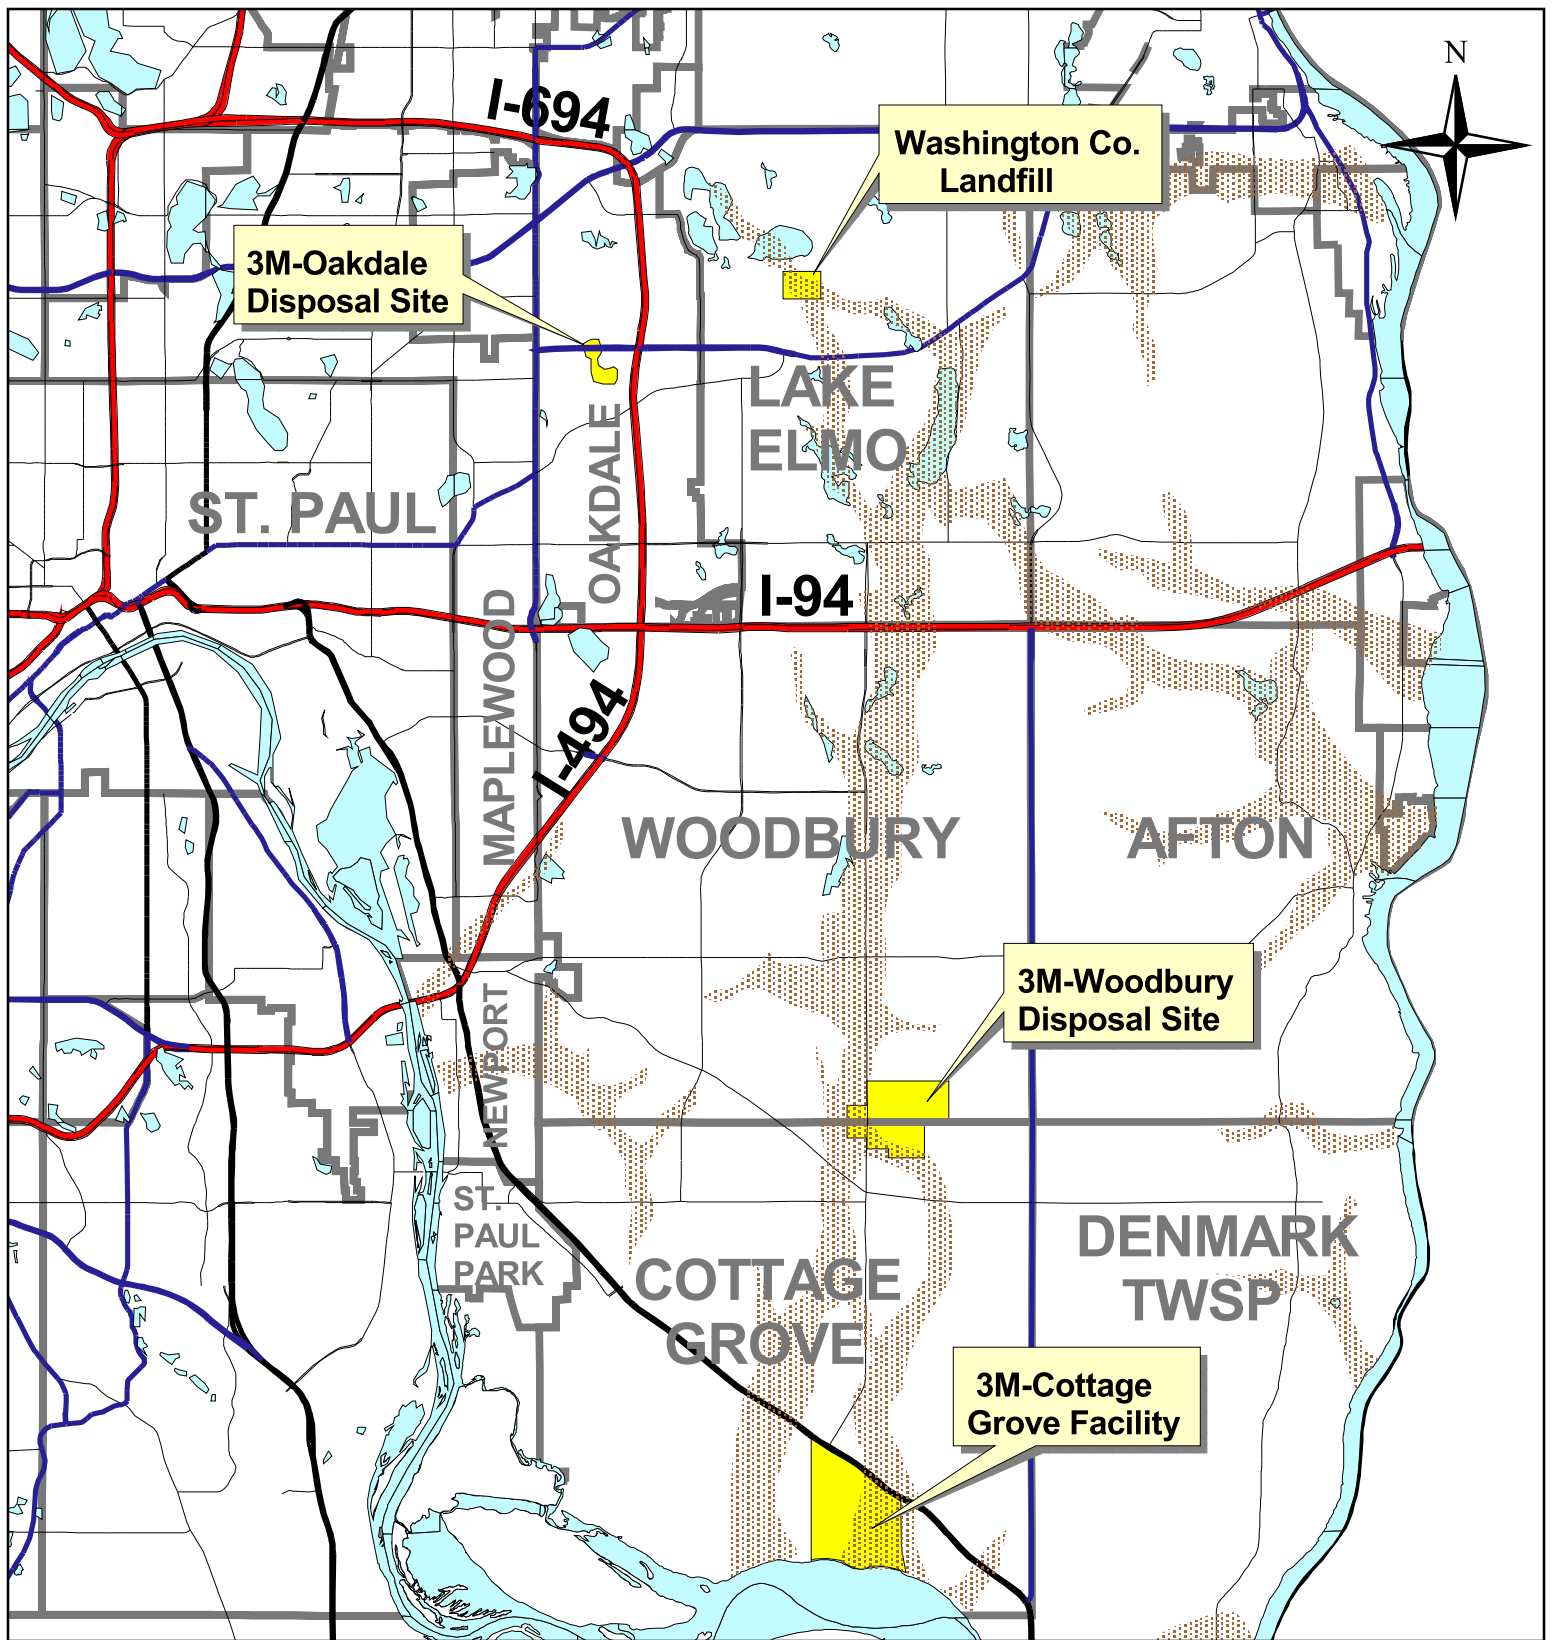 N
I-694
Washington Co.
Landfill
3M-Oakdale
Disposal Site
LAKE
ELMO
OAKDALE
ST. PAUL
I-94
MAPLEWOOD
I-494
WOODBURY
AFTON
3M-Woodbury
Disposal Site
NEWPORT
ST.
PAUL
PARK
DENMARK
TWSP
COTTAGE
GROVE
3M-Cottage
Grove Facility